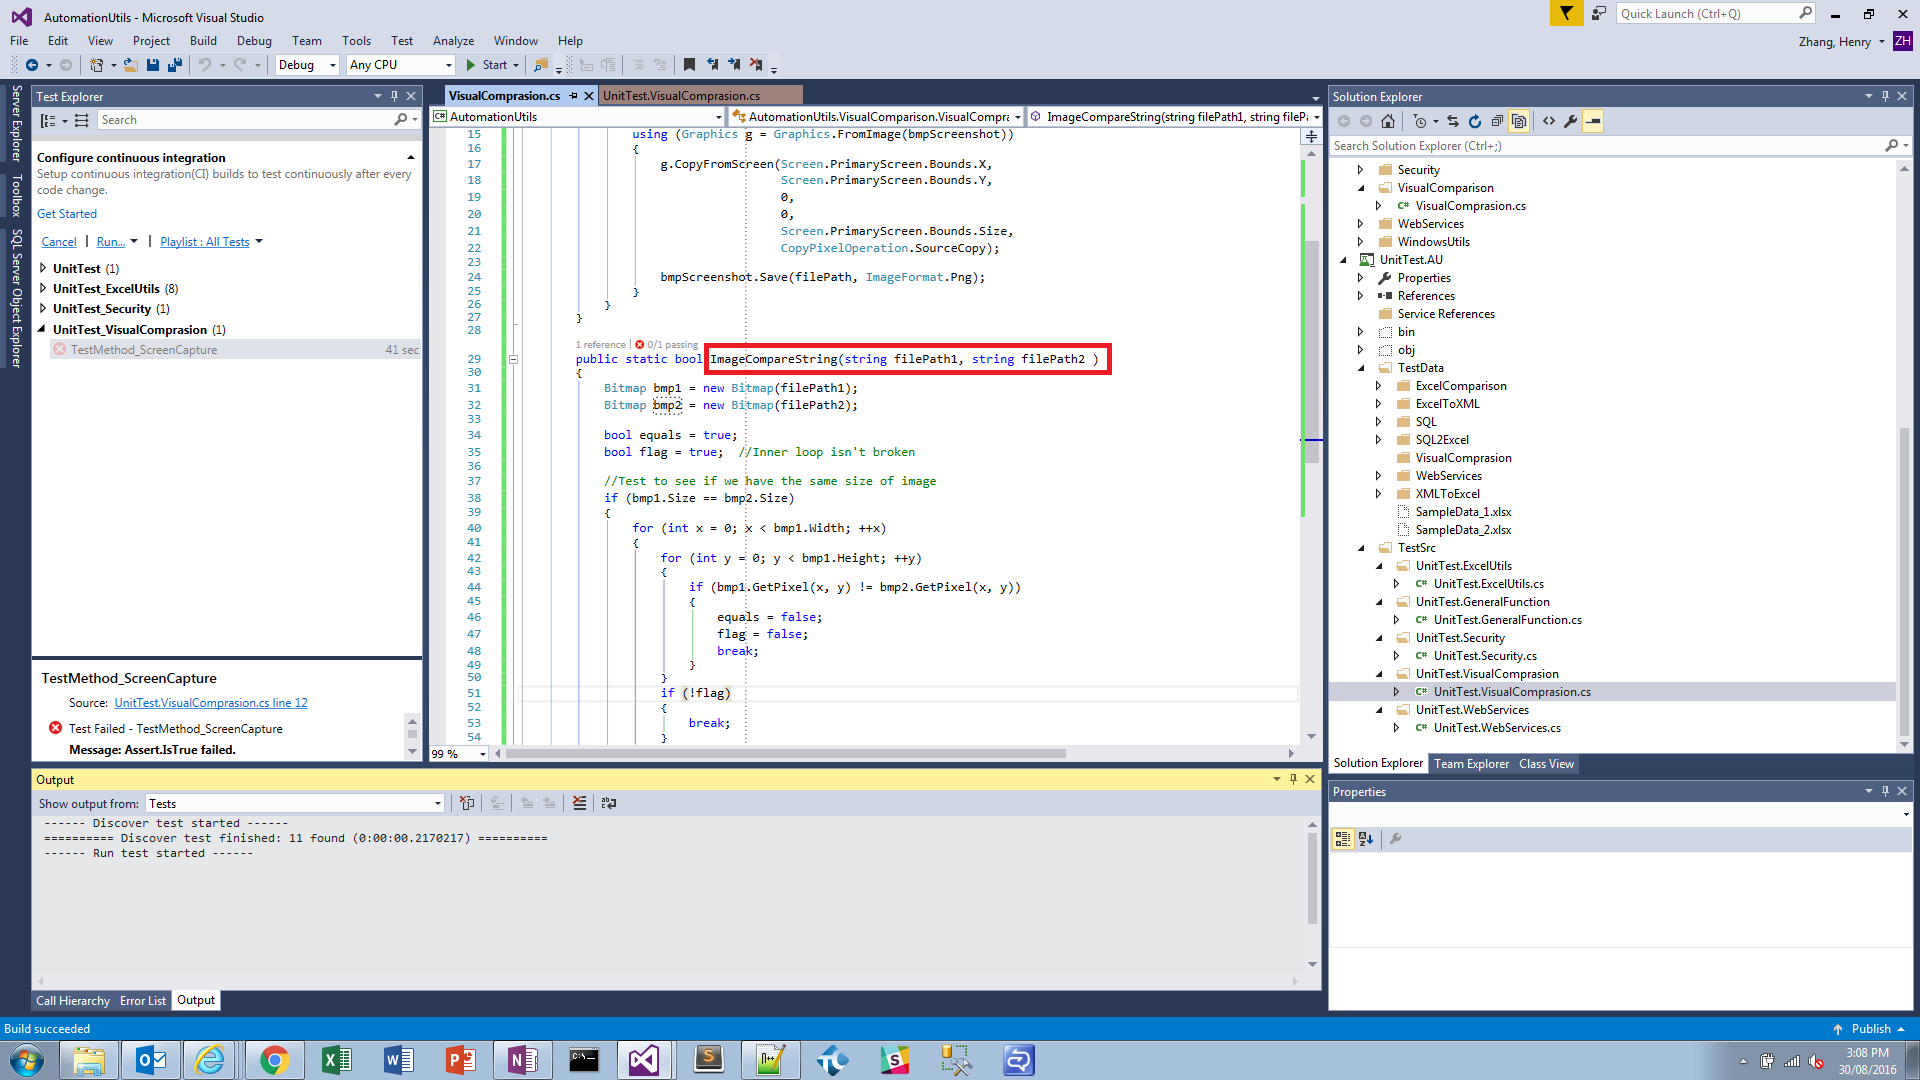 AutomationUtils - Microsoft Visual Studio
Quick Launch (Ctrl+Q)
File Edit View Project Build Debug Team Tools Test Analyze Window Help
Zhang, Henry ZH
Debug Any CPU Start
Server Explorer
Toolbox
SQL Server Object Explorer
Test Explorer
Search
Configure continuous integration
Setup continuous integration(CI) builds to test continuously after every
code change.
Get Started
Cancel | Run... | Playlist : All Tests
UnitTest (1)
UnitTest_ExcelUtils (8)
UnitTest_Security (1)
UnitTest_VisualComprasion (1)
TestMethod_ScreenCapture 41 sec
TestMethod_ScreenCapture
Source: UnitTest.VisualComprasion.cs line 12
Test Failed - TestMethod_ScreenCapture
Message: Assert.IsTrue failed.
VisualComprasion.cs UnitTest.VisualComprasion.cs
AutomationUtils AutomationUtils.VisualComparison.VisualCompra ImageCompareString(string filePath1, string fileP
15 using (Graphics g = Graphics.FromImage(bmpScreenshot))
16 {
17 g.CopyFromScreen(Screen.PrimaryScreen.Bounds.X,
18 Screen.PrimaryScreen.Bounds.Y,
19 0,
20 0,
21 Screen.PrimaryScreen.Bounds.Size,
22 CopyPixelOperation.SourceCopy);
23
24 bmpScreenshot.Save(filePath, ImageFormat.Png);
25 }
26 }
27 }
28
1 reference | 0/1 passing
29 public static bool ImageCompareString(string filePath1, string filePath2 )
30 {
31 Bitmap bmp1 = new Bitmap(filePath1);
32 Bitmap bmp2 = new Bitmap(filePath2);
33
34 bool equals = true;
35 bool flag = true; //Inner loop isn't broken
36
37 //Test to see if we have the same size of image
38 if (bmp1.Size == bmp2.Size)
39 {
40 for (int x = 0; x < bmp1.Width; ++x)
41 {
42 for (int y = 0; y < bmp1.Height; ++y)
43 {
44 if (bmp1.GetPixel(x, y) != bmp2.GetPixel(x, y))
45 {
46 equals = false;
47 flag = false;
48 break;
49 }
50 }
51 if (!flag)
52 {
53 break;
54 }
99 %
Solution Explorer
Search Solution Explorer (Ctrl+;)
Security
VisualComparison
C# VisualComprasion.cs
WebServices
WindowsUtils
UnitTest.AU
Properties
References
Service References
bin
obj
TestData
ExcelComparison
ExcelToXML
SQL
SQL2Excel
VisualComprasion
WebServices
XMLToExcel
SampleData_1.xlsx
SampleData_2.xlsx
TestSrc
UnitTest.ExcelUtils
C# UnitTest.ExcelUtils.cs
UnitTest.GeneralFunction
C# UnitTest.GeneralFunction.cs
UnitTest.Security
C# UnitTest.Security.cs
UnitTest.VisualComprasion
C# UnitTest.VisualComprasion.cs
UnitTest.WebServices
C# UnitTest.WebServices.cs
Solution Explorer Team Explorer Class View
Properties
Output
Show output from: Tests
------ Discover test started ------
========== Discover test finished: 11 found (0:00:00.2170217) ==========
------ Run test started ------
Call Hierarchy Error List Output
Build succeeded
Publish
3:08 PM
30/08/2016